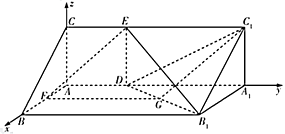 z
C E C₁
D
F A G A₁ y
B B₁
x